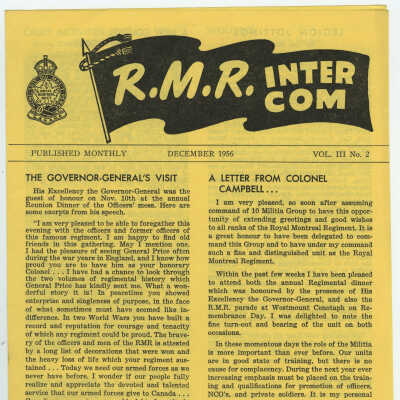 R.M.R. INTER
COM
PUBLISHED MONTHLY DECEMBER 1956 VOL. III No. 2
THE GOVERNOR-GENERAL'S VISIT
His Excellency the Governor-General was the
guest of honour on Nov. 10th at the annual
Reunion Dinner of the Officers' mess. Here are
some excerpts from his speech.
"I am very pleased to be able to foregather this
evening with the officers and former officers of
this famous regiment. I am happy to find old
friends in this gathering. May I mention one.
I had the pleasure of seeing General Price often
during the war years in England, and I know how
proud you are to have him as your honorary
Colonel . . . I have had a chance to look through
the two volumes of regimental history which
General Price has kindly sent me. What a won-
derful story it is! In peacetime you showed
enterprise and singleness of purpose, in the face
of what sometimes must have seemed like in-
difference. In two World Wars you have built a
record and reputation for courage and tenacity
of which any regiment could be proud. The brave-
ry of the officers and men of the RMR is attested
by a long list of decorations that were won and
the heavy loss of life which your regiment sus-
tained . . . Today we need our armed forces as we
never have before. I wonder if our people fully
realize and appreciate the devoted and talented
service that our armed forces give to Canada . . .
A LETTER FROM COLONEL
CAMPBELL . . .
I am very pleased, so soon after assuming
command of 10 Militia Group to have this oppor-
tunity of extending greetings and good wishes
to all ranks of the Royal Montreal Regiment. It is
a great honour to have been delegated to com-
mand this Group and to have under my command
such a fine and distinguished unit as the Royal
Montreal Regiment.
Within the past few weeks I have been pleased
to attend both the annual Regimental dinner
which was honoured by the presence of His
Excellency the Governor-General, and also the
R.M.R. parade at Westmount Cenotaph on Re-
membrance Day. I was delighted to note the
fine turn-out and bearing of the unit on both
occasions.
In these momentous days the role of the Militia
is more important than ever before. Our units
are in good state of training, but there is no
cause for complacency. During the next year ever
increasing emphasis must be placed on the train-
ing and qualifications for promotion of officers,
NCO's, and private soldiers. It is my personal